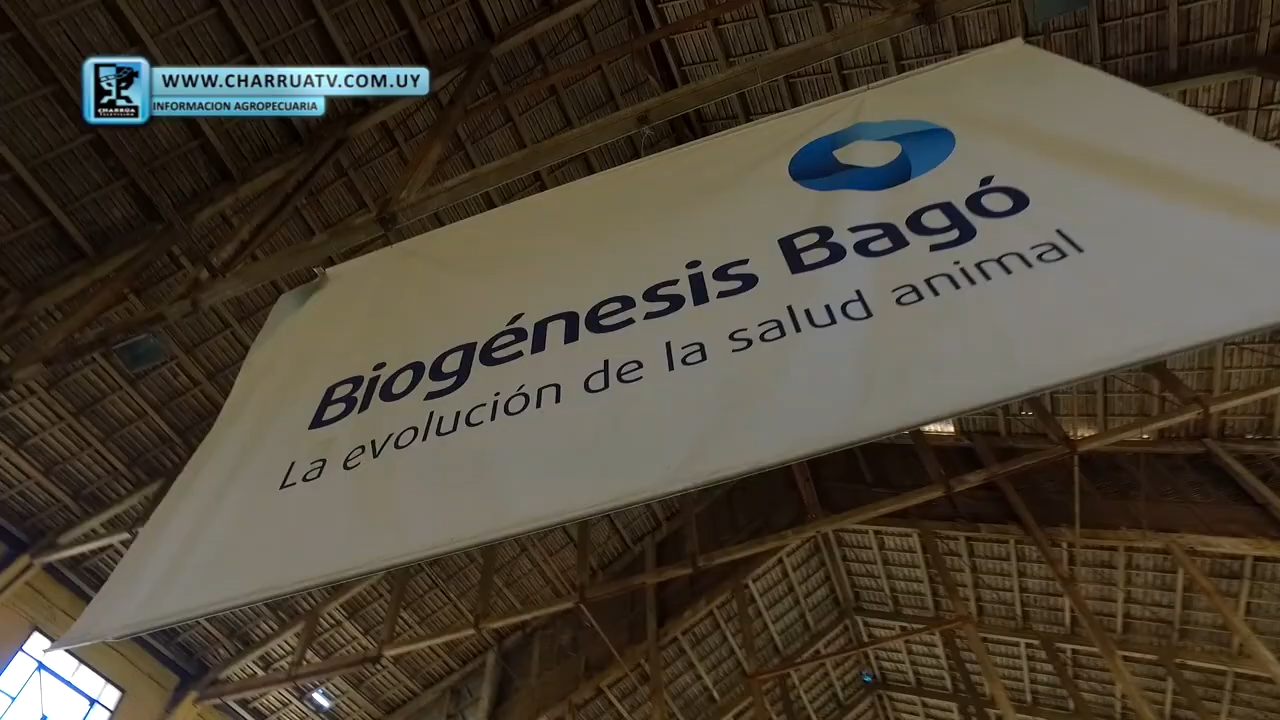 WWW.CHARRUATV.COM.UY
INFORMACION AGROPECUARIA
CHARRUA
TELEVISION
Biogénesis Bagó
La evolución de la salud animal